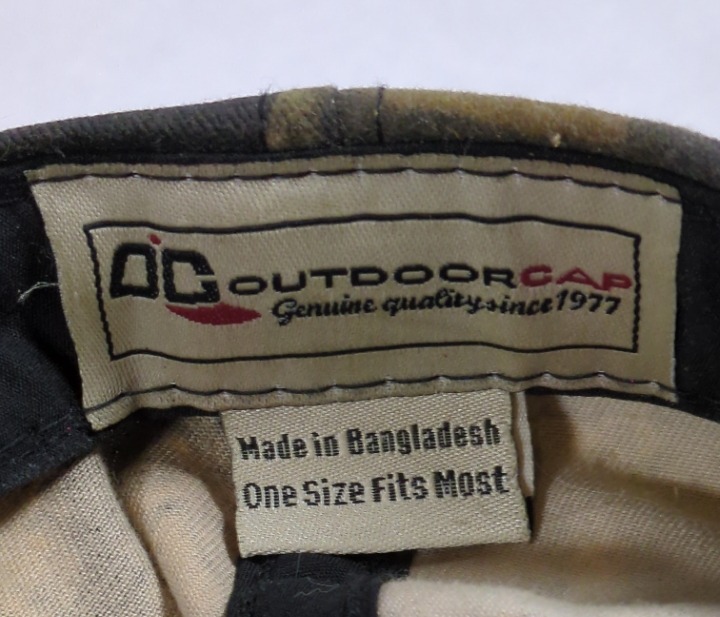 OC OUTDOORCAP
Genuine quality since 1977
Made in Bangladesh
One Size Fits Most